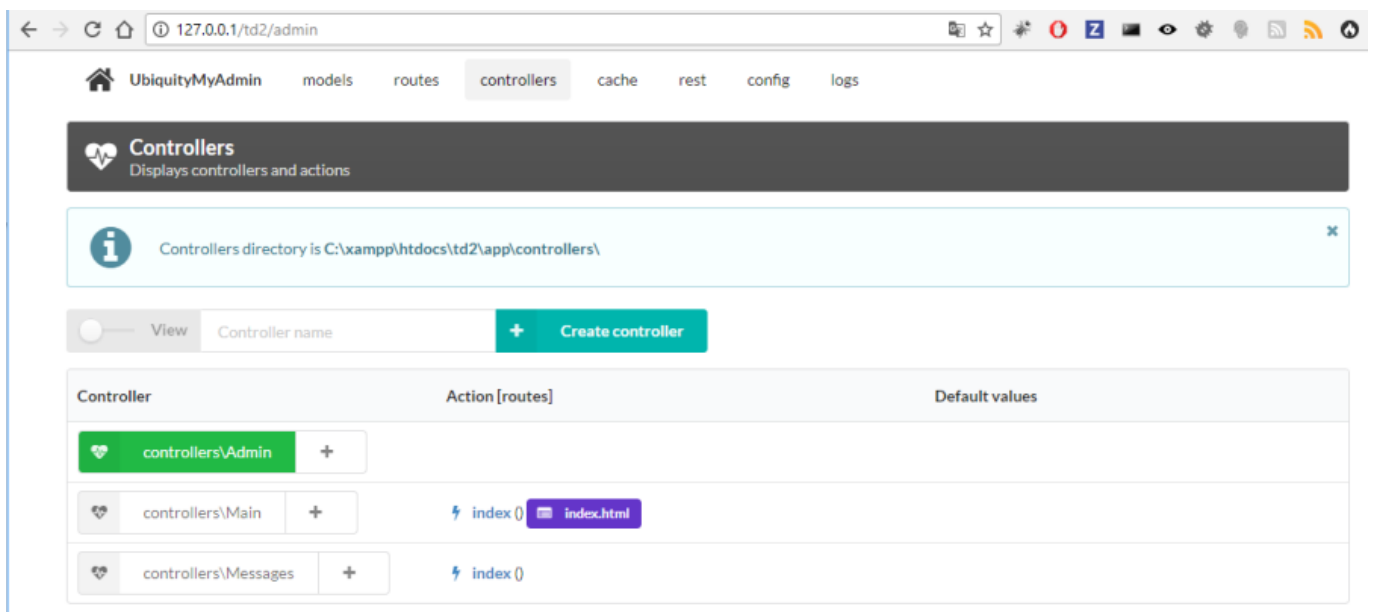 127.0.0.1/td2/admin
UbiquityMyAdmin models routes controllers cache rest config logs
Controllers
Displays controllers and actions
Controllers directory is C:\xampp\htdocs\td2\app\controllers\
View Controller name + Create controller
Controller Action [routes] Default values
controllers\Admin +
controllers\Main + index () index.html
controllers\Messages + index ()